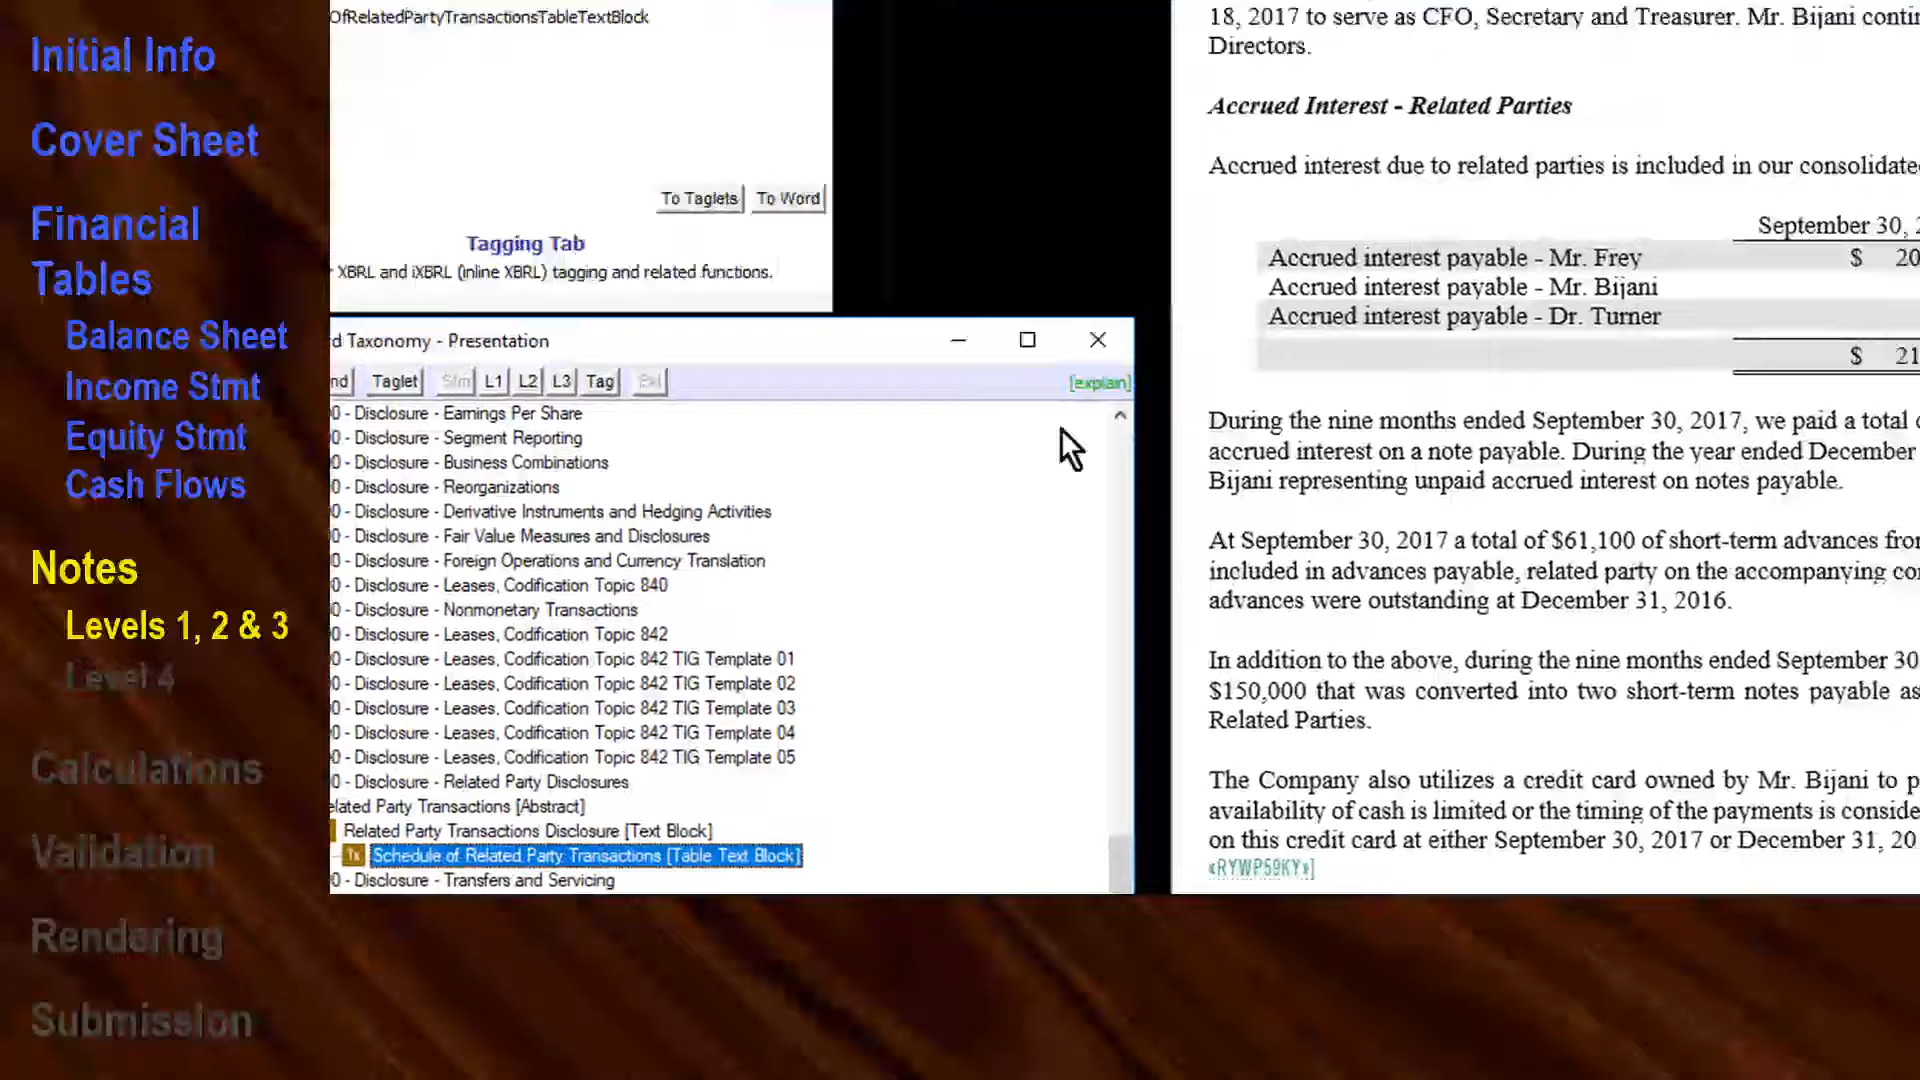 Initial Info
Cover Sheet
Financial
Tables
Balance Sheet
Income Stmt
Equity Stmt
Cash Flows
Notes
Levels 1, 2 & 3
Level 4
Calculations
Validation
Rendering
Submission
OfRelatedPartyTransactionsTableTextBlock
To Taglets To Word
Tagging Tab
XBRL and iXBRL (inline XBRL) tagging and related functions.
d Taxonomy - Presentation
nd Taglet Stm L1 L2 L3 Tag Ext [explain]
0 - Disclosure - Earnings Per Share
0 - Disclosure - Segment Reporting
0 - Disclosure - Business Combinations
0 - Disclosure - Reorganizations
0 - Disclosure - Derivative Instruments and Hedging Activities
0 - Disclosure - Fair Value Measures and Disclosures
0 - Disclosure - Foreign Operations and Currency Translation
0 - Disclosure - Leases, Codification Topic 840
0 - Disclosure - Nonmonetary Transactions
0 - Disclosure - Leases, Codification Topic 842
0 - Disclosure - Leases, Codification Topic 842 TIG Template 01
0 - Disclosure - Leases, Codification Topic 842 TIG Template 02
0 - Disclosure - Leases, Codification Topic 842 TIG Template 03
0 - Disclosure - Leases, Codification Topic 842 TIG Template 04
0 - Disclosure - Leases, Codification Topic 842 TIG Template 05
0 - Disclosure - Related Party Disclosures
elated Party Transactions [Abstract]
Related Party Transactions Disclosure [Text Block]
Tx Schedule of Related Party Transactions [Table Text Block]
0 - Disclosure - Transfers and Servicing
18, 2017 to serve as CFO, Secretary and Treasurer. Mr. Bijani contin
Directors.
Accrued Interest - Related Parties
Accrued interest due to related parties is included in our consolidate
September 30, 2
Accrued interest payable - Mr. Frey $ 20
Accrued interest payable - Mr. Bijani
Accrued interest payable - Dr. Turner
$ 21
During the nine months ended September 30, 2017, we paid a total o
accrued interest on a note payable. During the year ended December
Bijani representing unpaid accrued interest on notes payable.
At September 30, 2017 a total of $61,100 of short-term advances fro
included in advances payable, related party on the accompanying co
advances were outstanding at December 31, 2016.
In addition to the above, during the nine months ended September 30
$150,000 that was converted into two short-term notes payable as
Related Parties.
The Company also utilizes a credit card owned by Mr. Bijani to p
availability of cash is limited or the timing of the payments is conside
on this credit card at either September 30, 2017 or December 31, 20
«RYWP59KY»]